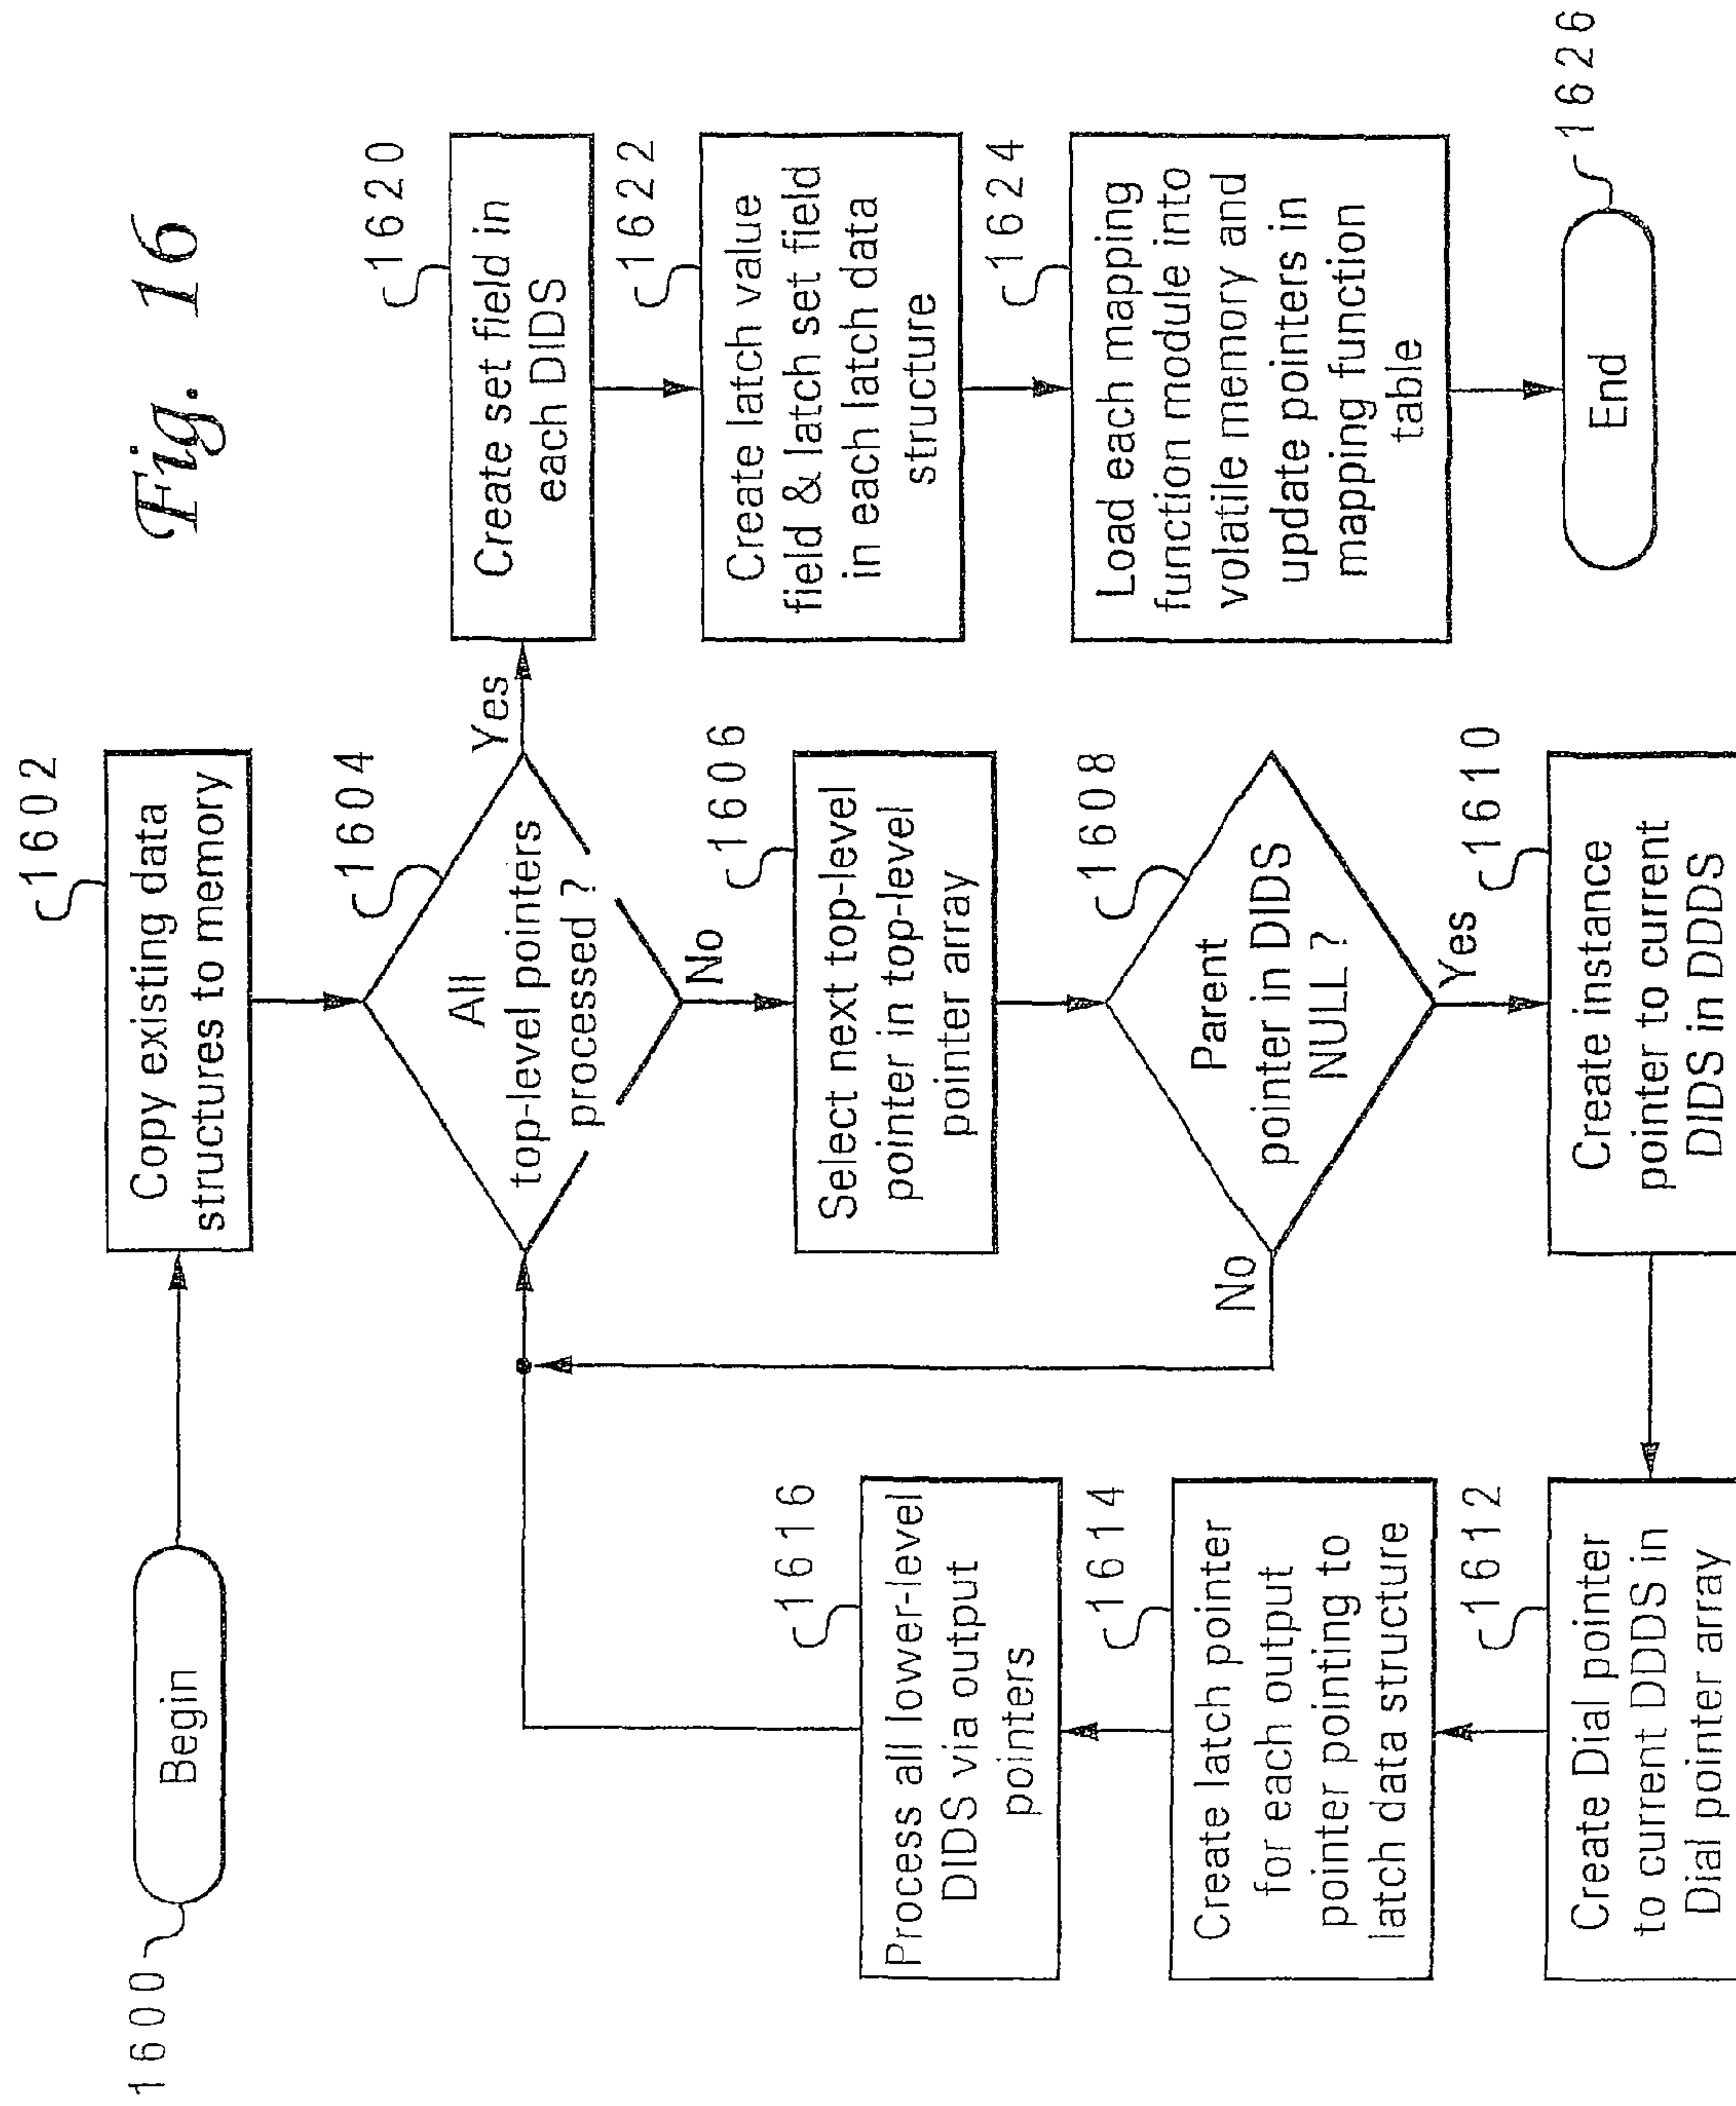 Fig. 16
1600
Begin
1602
Copy existing data
structures to memory
1604
All
top-level pointers
processed ?
Yes
No
1606
Select next top-level
pointer in top-level
pointer array
1608
Parent
pointer in DIDS
NULL?
No
Yes
1610
Create instance
pointer to current
DIDS in DDDS
1612
Create Dial pointer
to current DDDS in
Dial pointer array
1614
Create latch pointer
for each output
pointer pointing to
latch data structure
1616
Process all lower-level
DIDS via output
pointers
1620
Create set field in
each DIDS
1622
Create latch value
field & latch set field
in each latch data
structure
1624
Load each mapping
function module into
volatile memory and
update pointers in
mapping function
table
End
1626